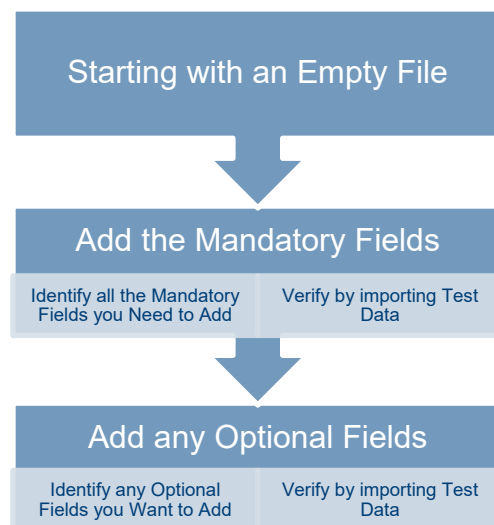 Starting with an Empty File
Add the Mandatory Fields
Identify all the Mandatory
Fields you Need to Add
Verify by importing Test
Data
Add any Optional Fields
Identify any Optional
Fields you Want to Add
Verify by importing Test
Data